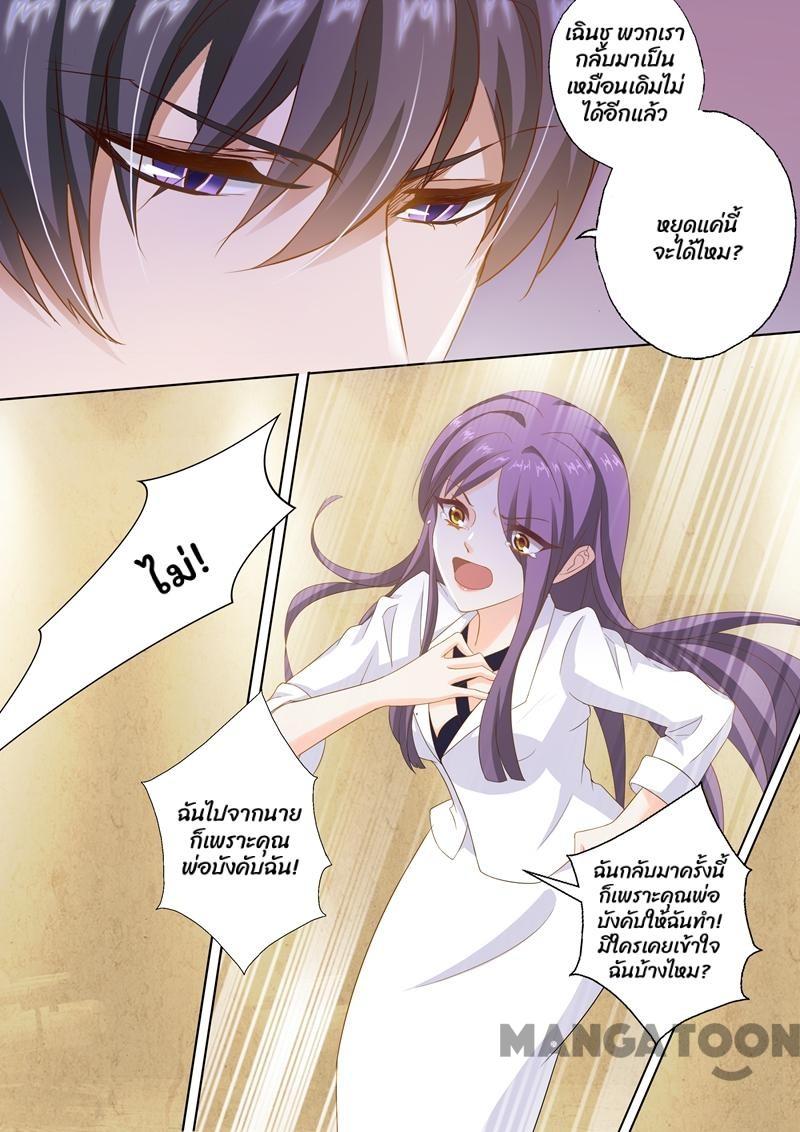 เฉินชู พวกเรา
กลับมาเป็น
เหมือนเดิมไม่
ได้อีกแล้ว
หยุดแค่นี้
จะได้ไหม?
ไม่!
ฉันไปจากนาย
ก็เพราะคุณ
พ่อบังคับฉัน!
ฉันกลับมาครั้งนี้
ก็เพราะคุณพ่อ
บังคับให้ฉันทำ!
มีใครเคยเข้าใจ
ฉันบ้างไหม?
MANGATOON